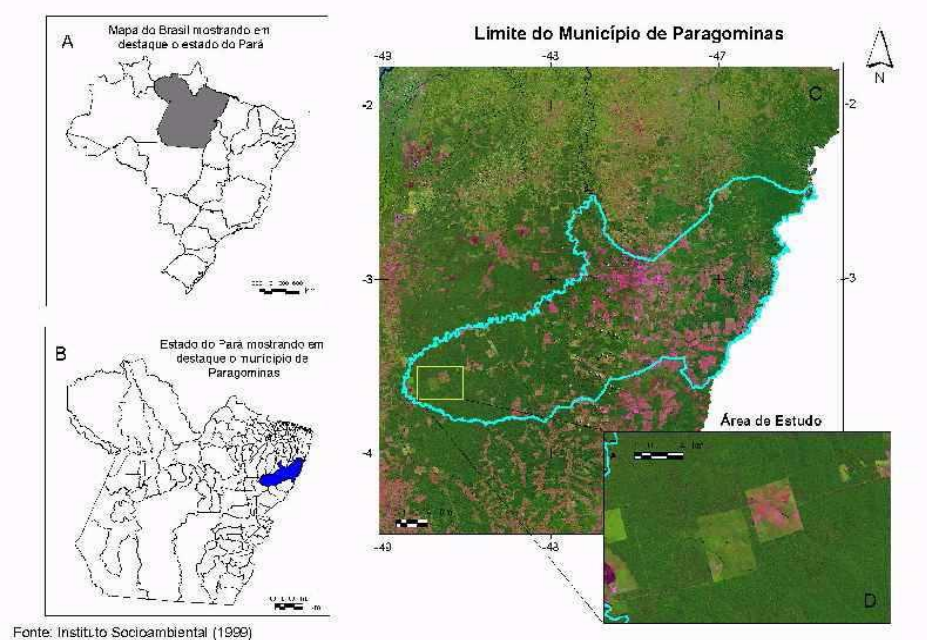 A
Mapa do Brasil mostrando em
destaque o estado do Pará
B
Estado do Pará mostrando em
destaque o município de
Paragominas
Limite do Município de Paragominas
N
-49 -48 -47
C
-2 -2
-3 -3
-4
-49 -48
Área de Estudo
D
Fonte: Instituto Socioambiental (1999)